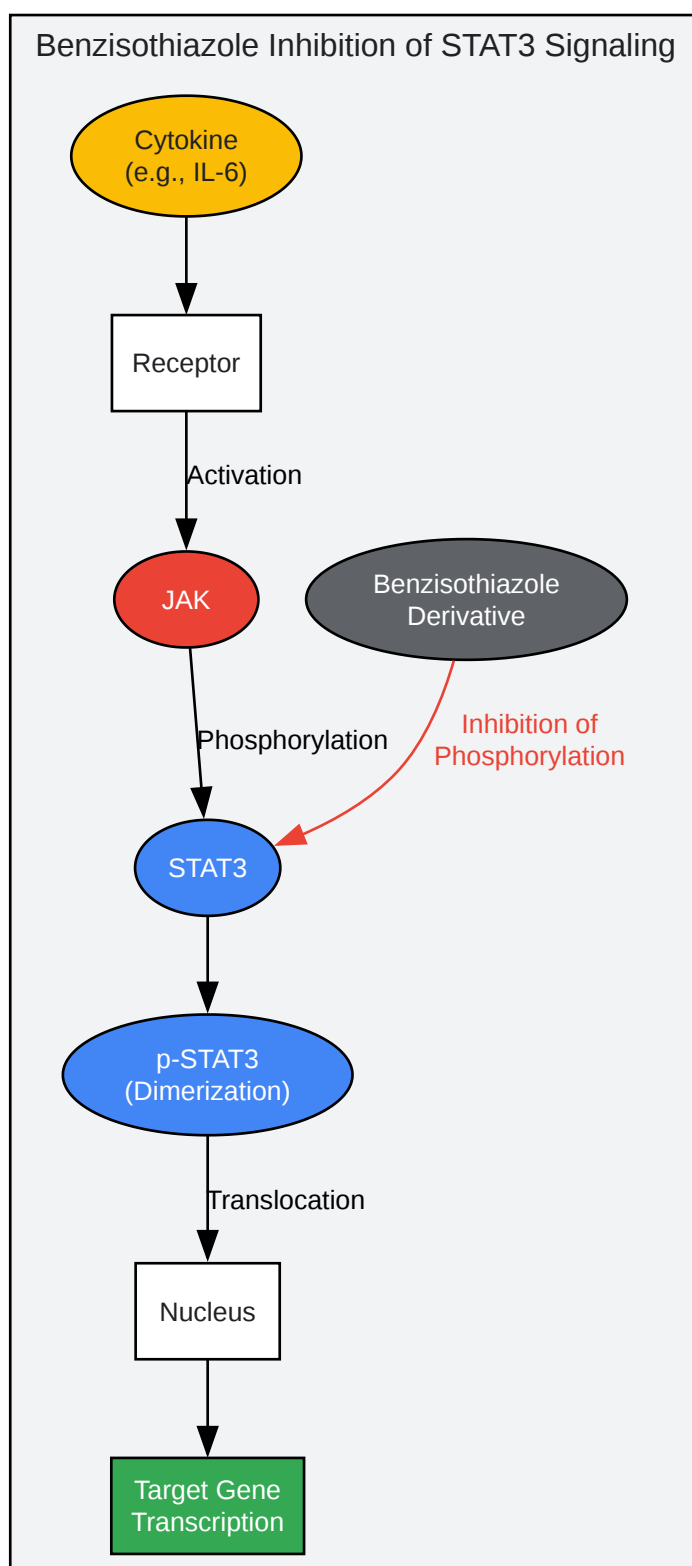 Benzisothiazole Inhibition of STAT3 Signaling
Cytokine
(e.g., IL-6)
Receptor
Activation
JAK
Benzisothiazole
Derivative
Phosphorylation
Inhibition of
Phosphorylation
STAT3
p-STAT3
(Dimerization)
Translocation
Nucleus
Target Gene
Transcription